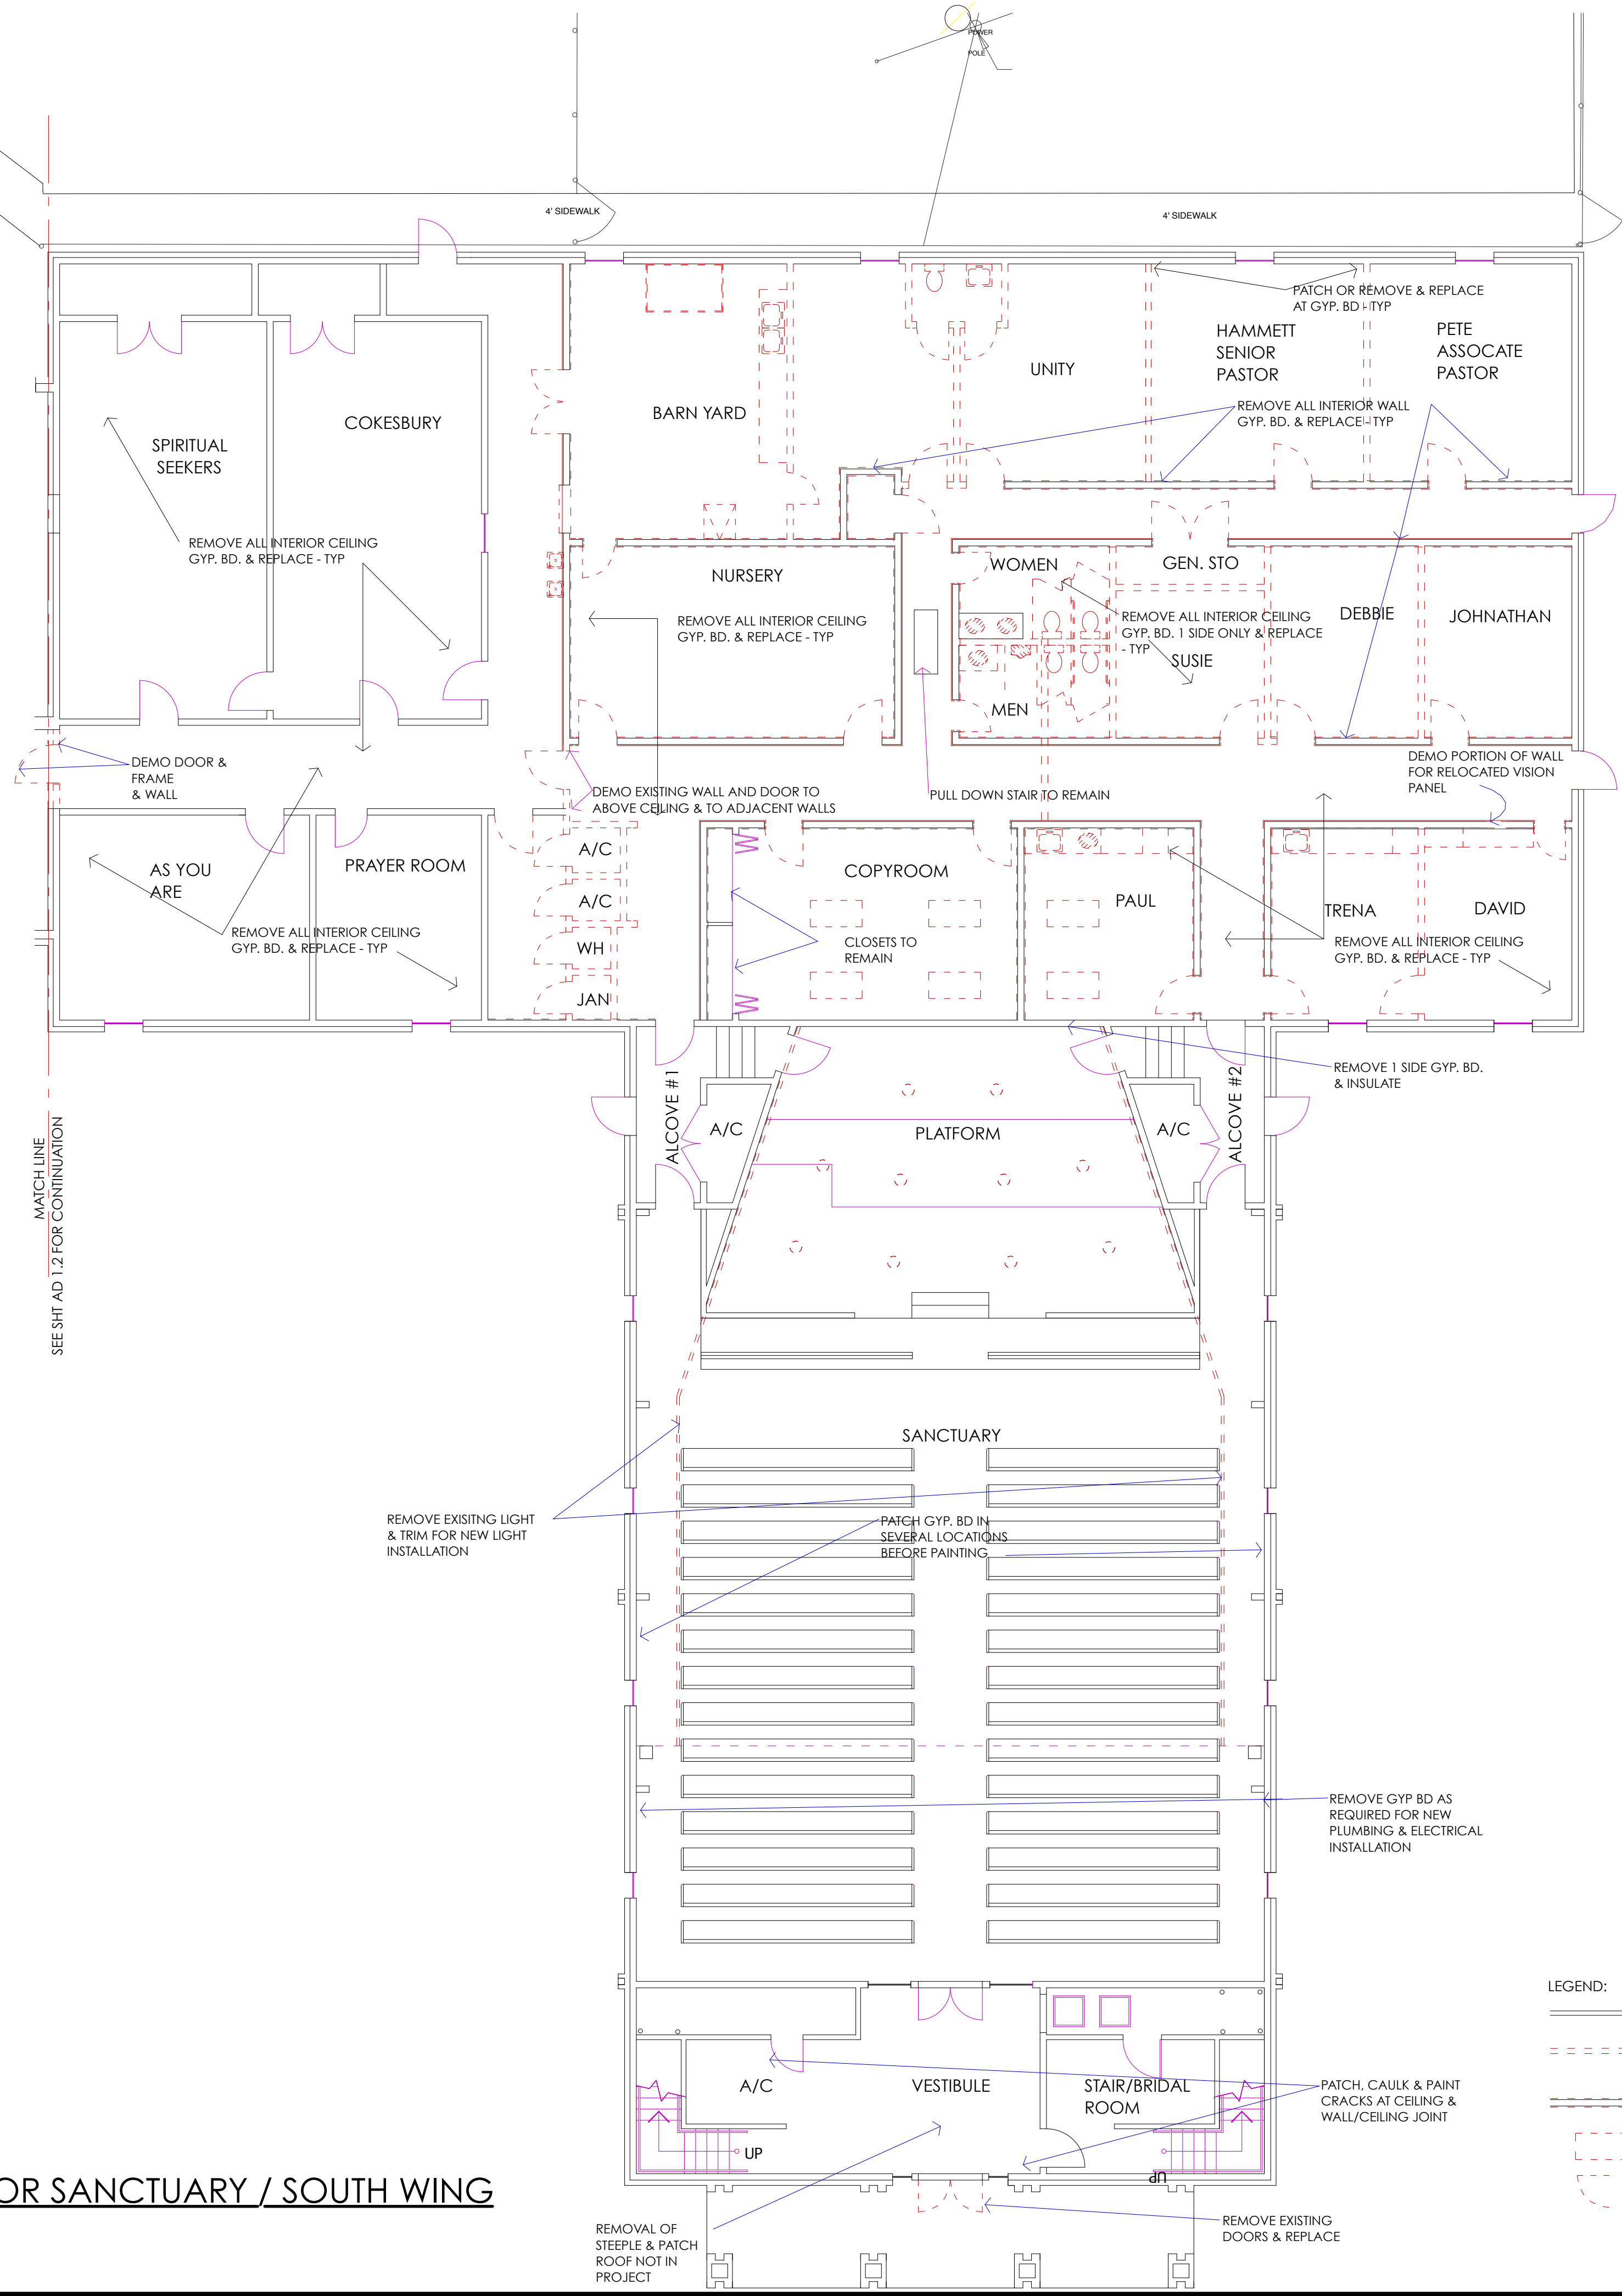 POWER
POLE
4' SIDEWALK
4' SIDEWALK
PATCH OR REMOVE & REPLACE
AT GYP. BD - TYP
HAMMETT
SENIOR
PASTOR
PETE
ASSOCATE
PASTOR
UNITY
BARN YARD
REMOVE ALL INTERIOR WALL
GYP. BD. & REPLACE - TYP
COKESBURY
SPIRITUAL
SEEKERS
REMOVE ALL INTERIOR CEILING
GYP. BD. & REPLACE - TYP
NURSERY
REMOVE ALL INTERIOR CEILING
GYP. BD. & REPLACE - TYP
WOMEN
GEN. STO
REMOVE ALL INTERIOR CEILING
GYP. BD. 1 SIDE ONLY & REPLACE
- TYP
SUSIE
DEBBIE
JOHNATHAN
MEN
DEMO DOOR &
FRAME
& WALL
DEMO EXISTING WALL AND DOOR TO
ABOVE CEILING & TO ADJACENT WALLS
PULL DOWN STAIR TO REMAIN
DEMO PORTION OF WALL
FOR RELOCATED VISION
PANEL
AS YOU
ARE
PRAYER ROOM
A/C
A/C
WH
JAN
COPYROOM
PAUL
TRENA
DAVID
REMOVE ALL INTERIOR CEILING
GYP. BD. & REPLACE - TYP
CLOSETS TO
REMAIN
REMOVE ALL INTERIOR CEILING
GYP. BD. & REPLACE - TYP
REMOVE 1 SIDE GYP. BD.
& INSULATE
ALCOVE #1
A/C
PLATFORM
A/C
ALCOVE #2
MATCH LINE
SEE SHT AD 1.2 FOR CONTINUATION
SANCTUARY
REMOVE EXISITNG LIGHT
& TRIM FOR NEW LIGHT
INSTALLATION
PATCH GYP. BD IN
SEVERAL LOCATIONS
BEFORE PAINTING
REMOVE GYP BD AS
REQUIRED FOR NEW
PLUMBING & ELECTRICAL
INSTALLATION
LEGEND:
A/C
VESTIBULE
STAIR/BRIDAL
ROOM
PATCH, CAULK & PAINT
CRACKS AT CEILING &
WALL/CEILING JOINT
UP
UP
OR SANCTUARY / SOUTH WING
REMOVAL OF
STEEPLE & PATCH
ROOF NOT IN
PROJECT
REMOVE EXISTING
DOORS & REPLACE